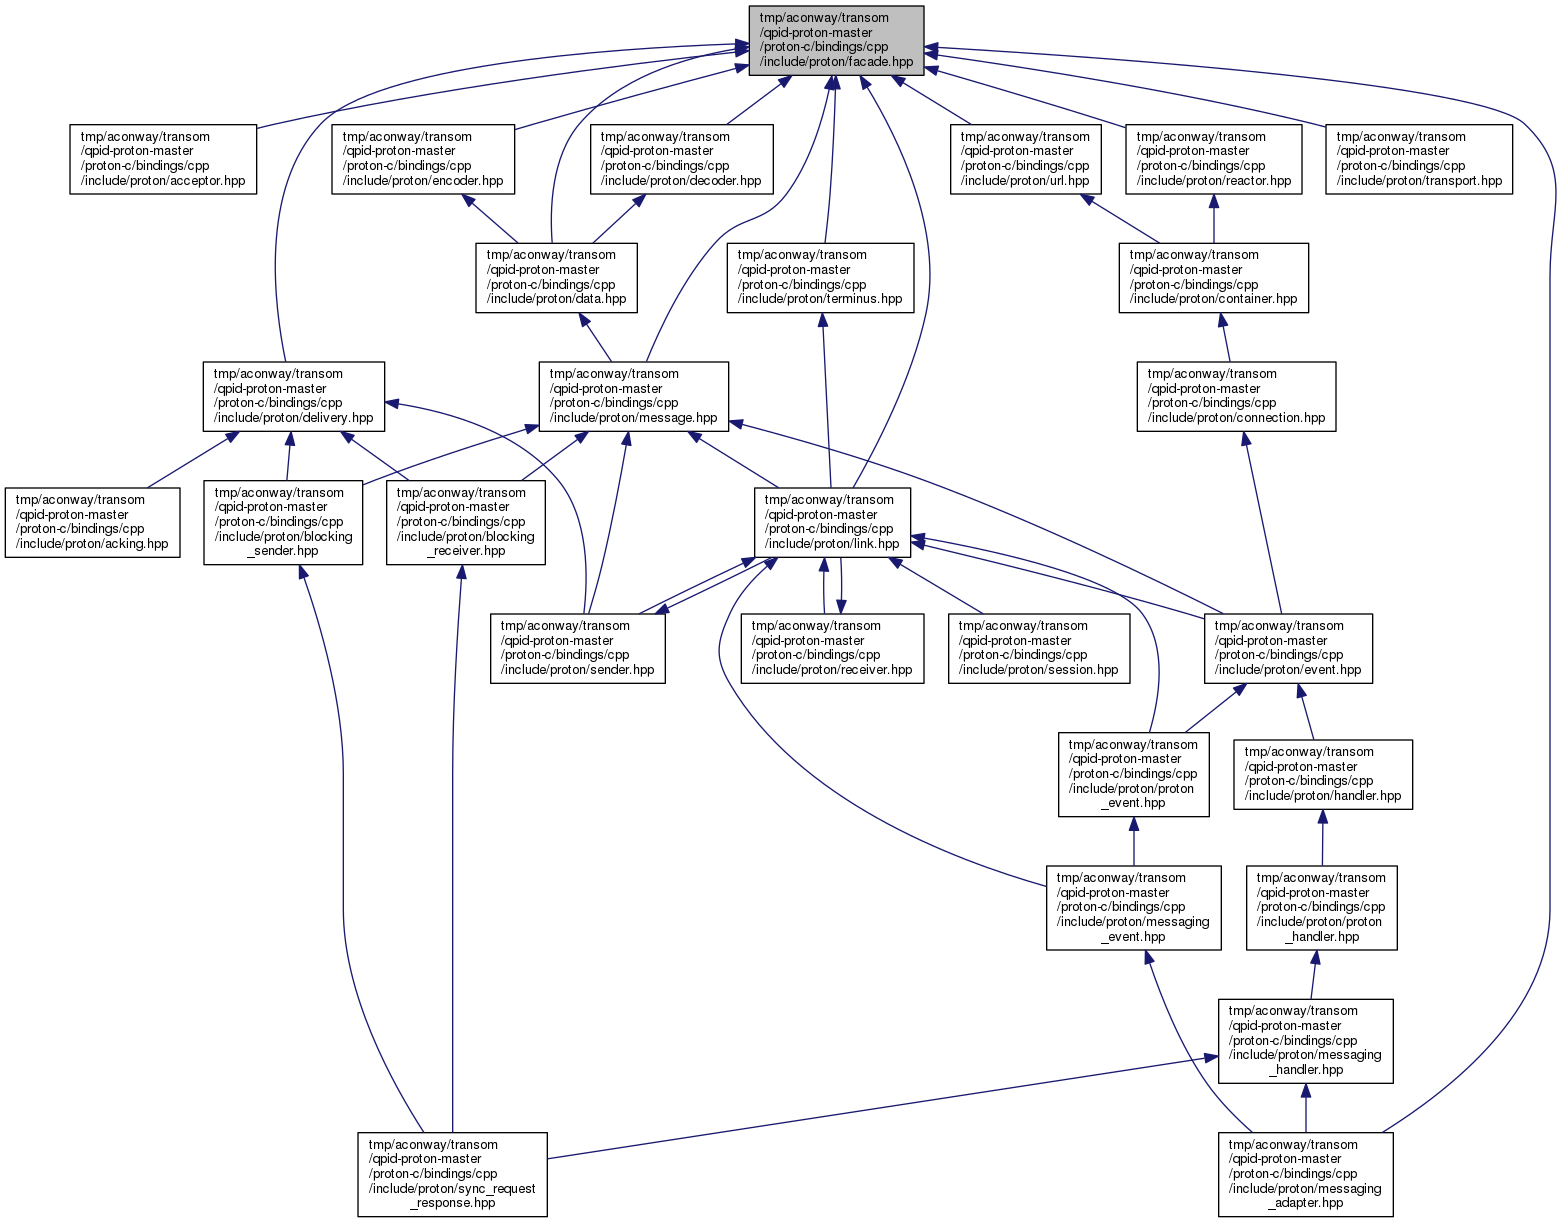 tmp/aconway/transom
/qpid-proton-master
/proton-c/bindings/cpp
/include/proton/facade.hpp
tmp/aconway/transom
/qpid-proton-master
/proton-c/bindings/cpp
/include/proton/acceptor.hpp
tmp/aconway/transom
/qpid-proton-master
/proton-c/bindings/cpp
/include/proton/encoder.hpp
tmp/aconway/transom
/qpid-proton-master
/proton-c/bindings/cpp
/include/proton/decoder.hpp
tmp/aconway/transom
/qpid-proton-master
/proton-c/bindings/cpp
/include/proton/url.hpp
tmp/aconway/transom
/qpid-proton-master
/proton-c/bindings/cpp
/include/proton/reactor.hpp
tmp/aconway/transom
/qpid-proton-master
/proton-c/bindings/cpp
/include/proton/transport.hpp
tmp/aconway/transom
/qpid-proton-master
/proton-c/bindings/cpp
/include/proton/data.hpp
tmp/aconway/transom
/qpid-proton-master
/proton-c/bindings/cpp
/include/proton/terminus.hpp
tmp/aconway/transom
/qpid-proton-master
/proton-c/bindings/cpp
/include/proton/container.hpp
tmp/aconway/transom
/qpid-proton-master
/proton-c/bindings/cpp
/include/proton/delivery.hpp
tmp/aconway/transom
/qpid-proton-master
/proton-c/bindings/cpp
/include/proton/message.hpp
tmp/aconway/transom
/qpid-proton-master
/proton-c/bindings/cpp
/include/proton/connection.hpp
tmp/aconway/transom
/qpid-proton-master
/proton-c/bindings/cpp
/include/proton/acking.hpp
tmp/aconway/transom
/qpid-proton-master
/proton-c/bindings/cpp
/include/proton/blocking
_sender.hpp
tmp/aconway/transom
/qpid-proton-master
/proton-c/bindings/cpp
/include/proton/blocking
_receiver.hpp
tmp/aconway/transom
/qpid-proton-master
/proton-c/bindings/cpp
/include/proton/link.hpp
tmp/aconway/transom
/qpid-proton-master
/proton-c/bindings/cpp
/include/proton/sender.hpp
tmp/aconway/transom
/qpid-proton-master
/proton-c/bindings/cpp
/include/proton/receiver.hpp
tmp/aconway/transom
/qpid-proton-master
/proton-c/bindings/cpp
/include/proton/session.hpp
tmp/aconway/transom
/qpid-proton-master
/proton-c/bindings/cpp
/include/proton/event.hpp
tmp/aconway/transom
/qpid-proton-master
/proton-c/bindings/cpp
/include/proton/proton
_event.hpp
tmp/aconway/transom
/qpid-proton-master
/proton-c/bindings/cpp
/include/proton/handler.hpp
tmp/aconway/transom
/qpid-proton-master
/proton-c/bindings/cpp
/include/proton/messaging
_event.hpp
tmp/aconway/transom
/qpid-proton-master
/proton-c/bindings/cpp
/include/proton/proton
_handler.hpp
tmp/aconway/transom
/qpid-proton-master
/proton-c/bindings/cpp
/include/proton/messaging
_handler.hpp
tmp/aconway/transom
/qpid-proton-master
/proton-c/bindings/cpp
/include/proton/sync_request
_response.hpp
tmp/aconway/transom
/qpid-proton-master
/proton-c/bindings/cpp
/include/proton/messaging
_adapter.hpp